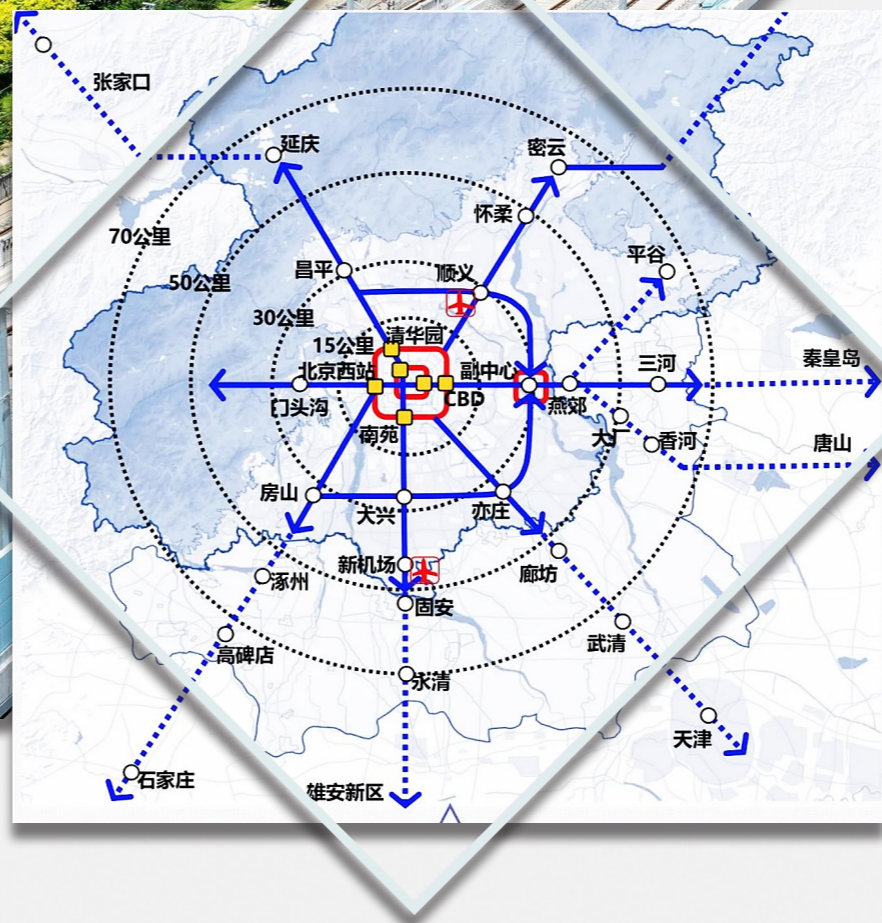 张家口
延庆
密云
怀柔
70公里
平谷
昌平
顺义
50公里
30公里
清华园
15公里
北京西站
副中心
三河
秦皇岛
门头沟
CBD
燕郊
南苑
大厂
香河
唐山
房山
大兴
亦庄
新机场
涿州
廊坊
固安
高碑店
武清
永清
天津
石家庄
雄安新区